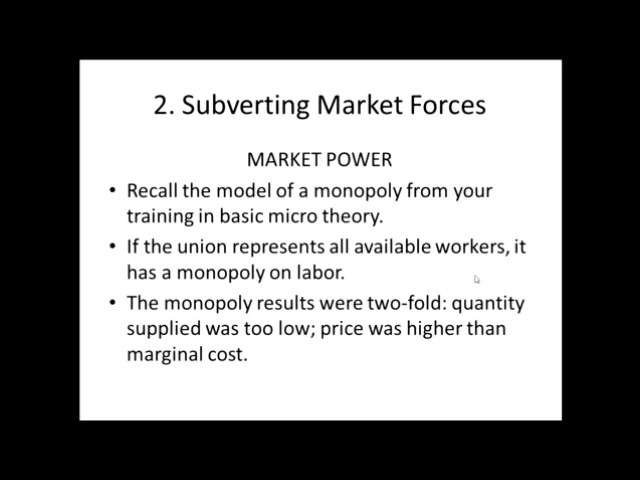 2. Subverting Market Forces
MARKET POWER
• Recall the model of a monopoly from your
training in basic micro theory.
• If the union represents all available workers, it
has a monopoly on labor.
• The monopoly results were two-fold: quantity
supplied was too low; price was higher than
marginal cost.